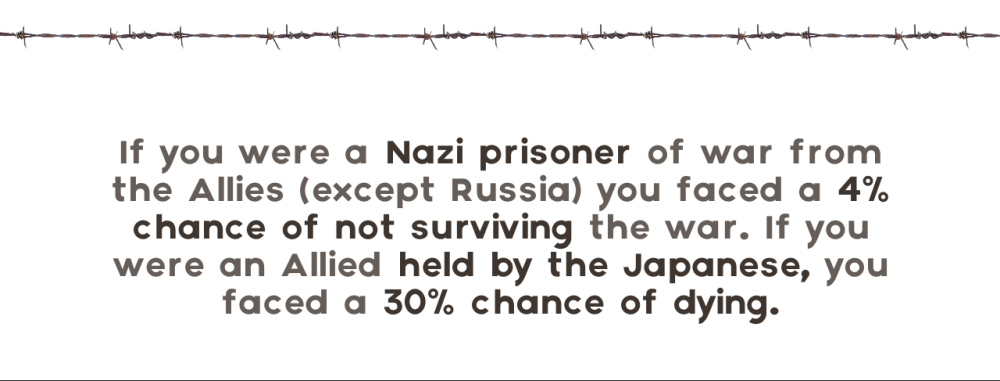 If you were a Nazi prisoner of war from
the Allies (except Russia) you faced a 4%
chance of not surviving the war. If you
were an Allied held by the Japanese, you
faced a 30% chance of dying.